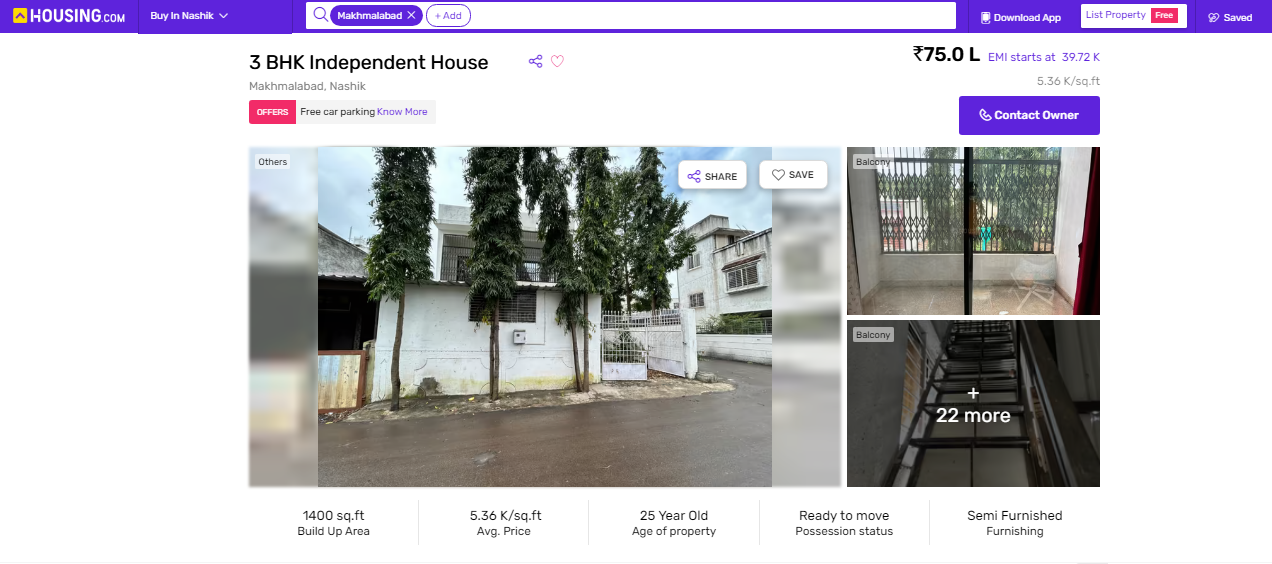 HOUSING.COM
Buy In Nashik
Makhmalabad
+ Add
Download App
List Property Free
Saved
3 BHK Independent House
Makhmalabad, Nashik
OFFERS Free car parking Know More
₹75.0 L EMI starts at 39.72 K
5.36 K/sq.ft
Contact Owner
Others
SHARE
SAVE
Balcony
Balcony
+
22 more
1400 sq.ft
Build Up Area
5.36 K/sq.ft
Avg. Price
25 Year Old
Age of property
Ready to move
Possession status
Semi Furnished
Furnishing